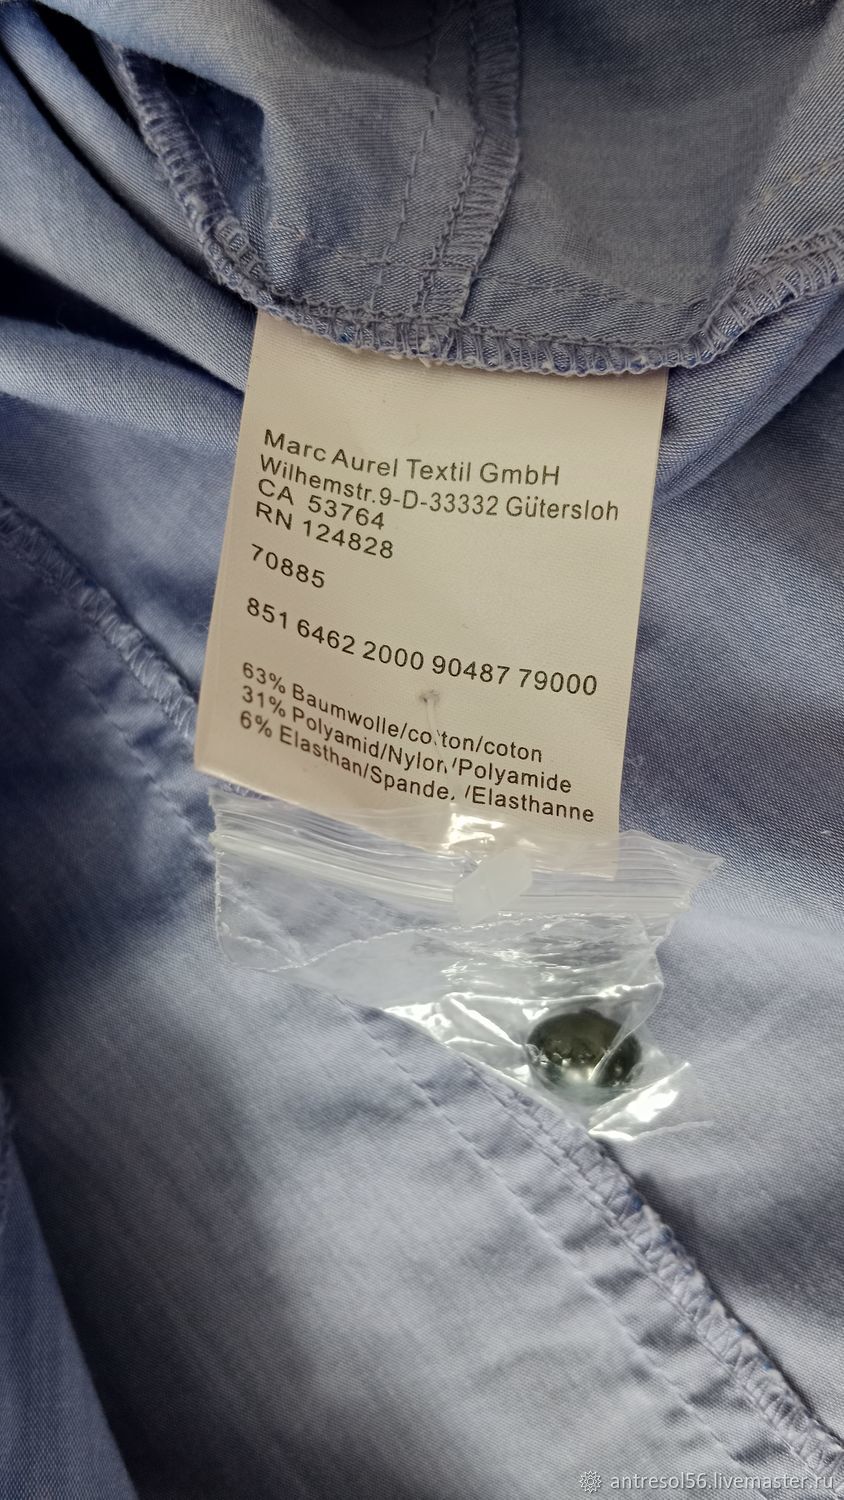 Marc Aurel Textil GmbH
Wilhemstr.9-D-33332 Gütersloh
CA 53764
RN 124828
70885
851 6462 2000 90487 79000
63% Baumwolle/cotton/coton
31% Polyamid/Nylon/Polyamide
6% Elasthan/Spande. /Elasthanne
antresol56.livemaster.ru